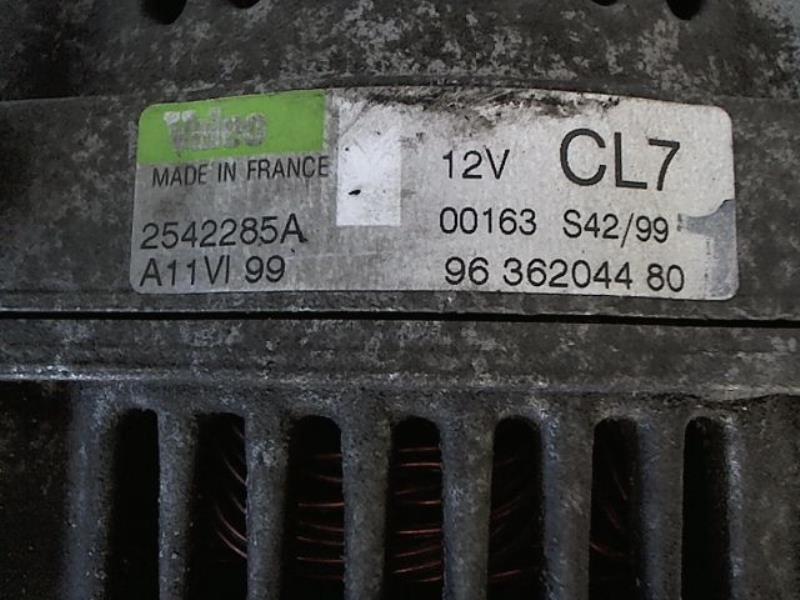 Valeo
MADE IN FRANCE
12V CL7
2542285A
00163 S42/99
A11VI 99
96 362044 80